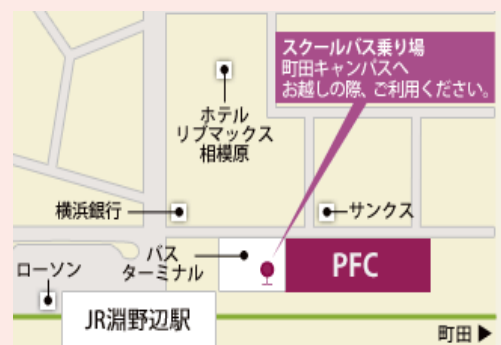 スクールバス乗り場
町田キャンパスへ
お越しの際、ご利用ください。
ホテル
リブマックス
相模原
横浜銀行
サンクス
バス
ターミナル
PFC
ローソン
JR淵野辺駅
町田▶